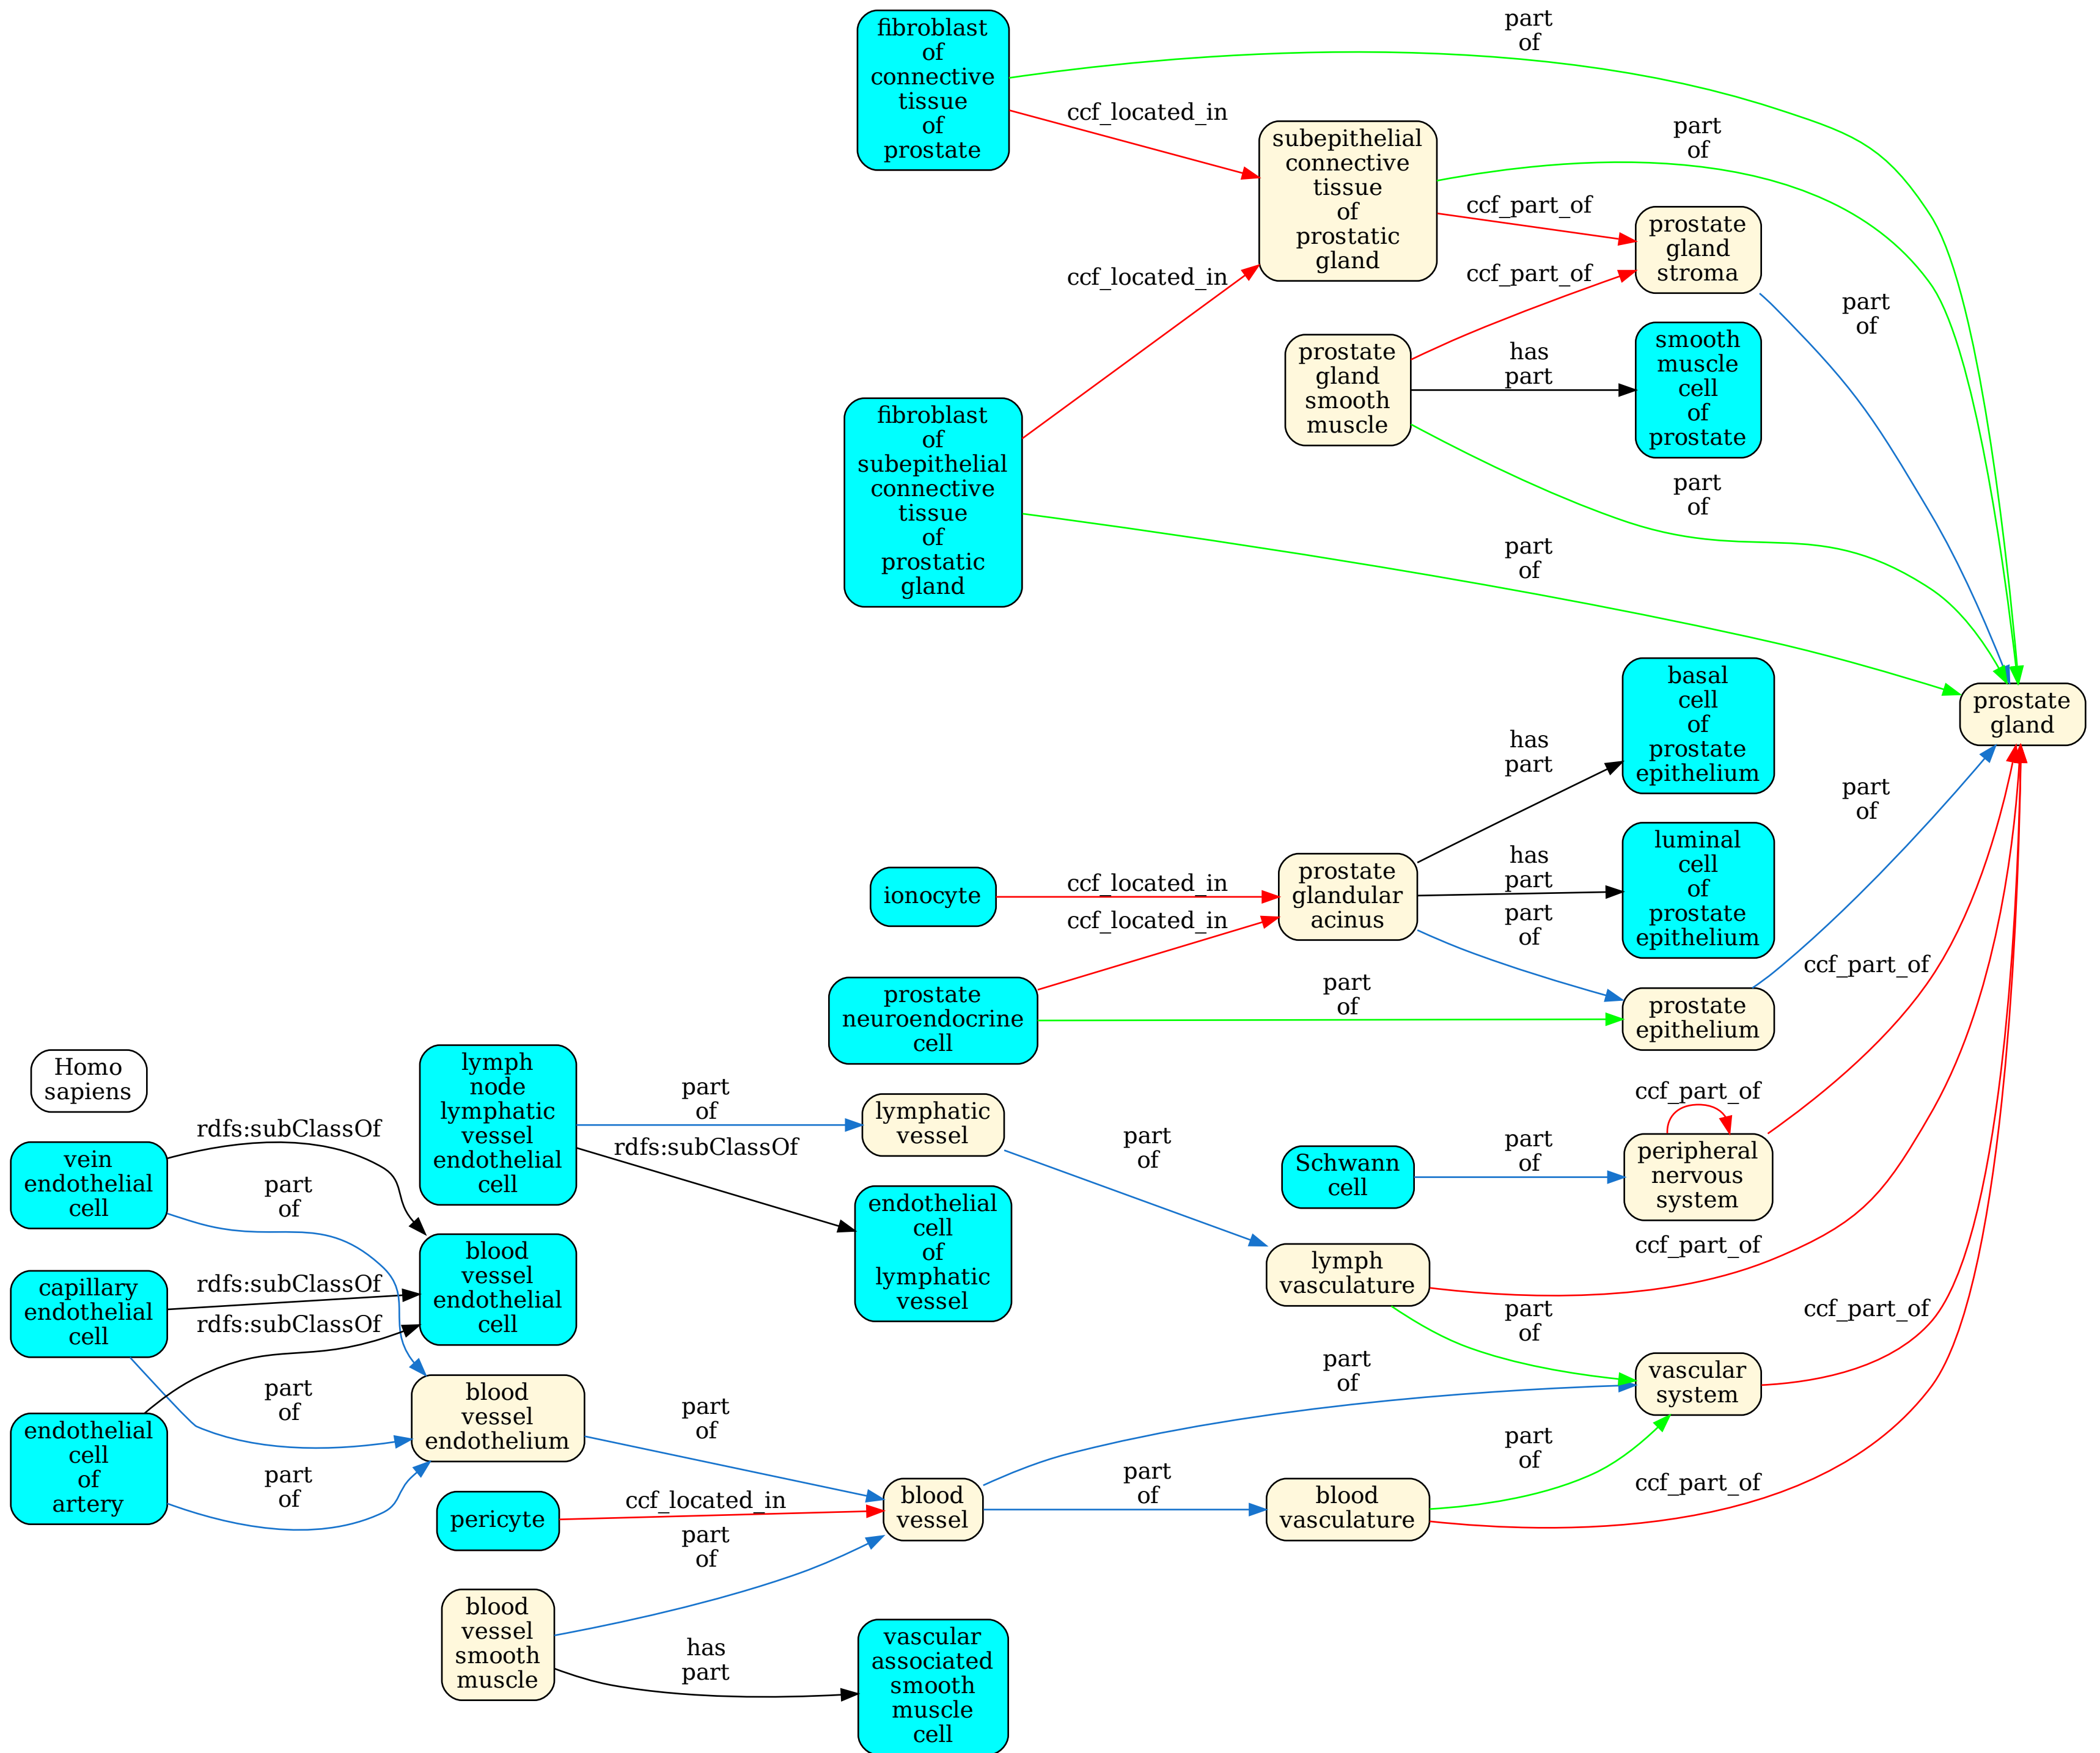 fibroblast
of
connective
tissue
of
prostate
part
of
ccf_located_in
subepithelial
connective
tissue
of
prostatic
gland
part
of
ccf_part_of
prostate
gland
stroma
ccf_located_in
ccf_part_of
part
of
prostate
gland
smooth
muscle
has
part
smooth
muscle
cell
of
prostate
fibroblast
of
subepithelial
connective
tissue
of
prostatic
gland
part
of
part
of
prostate
gland
basal
cell
of
prostate
epithelium
has
part
part
of
luminal
cell
of
prostate
epithelium
has
part
ionocyte
ccf_located_in
prostate
glandular
acinus
ccf_located_in
part
of
prostate
neuroendocrine
cell
part
of
prostate
epithelium
ccf_part_of
Homo
sapiens
lymph
node
lymphatic
vessel
endothelial
cell
part
of
lymphatic
vessel
rdfs:subClassOf
part
of
ccf_part_of
Schwann
cell
part
of
peripheral
nervous
system
vein
endothelial
cell
rdfs:subClassOf
part
of
endothelial
cell
of
lymphatic
vessel
blood
vessel
endothelial
cell
lymph
vasculature
ccf_part_of
capillary
endothelial
cell
rdfs:subClassOf
rdfs:subClassOf
part
of
ccf_part_of
part
of
blood
vessel
endothelium
part
of
part
of
vascular
system
endothelial
cell
of
artery
part
of
pericyte
ccf_located_in
blood
vessel
part
of
blood
vasculature
part
of
ccf_part_of
part
of
blood
vessel
smooth
muscle
has
part
vascular
associated
smooth
muscle
cell